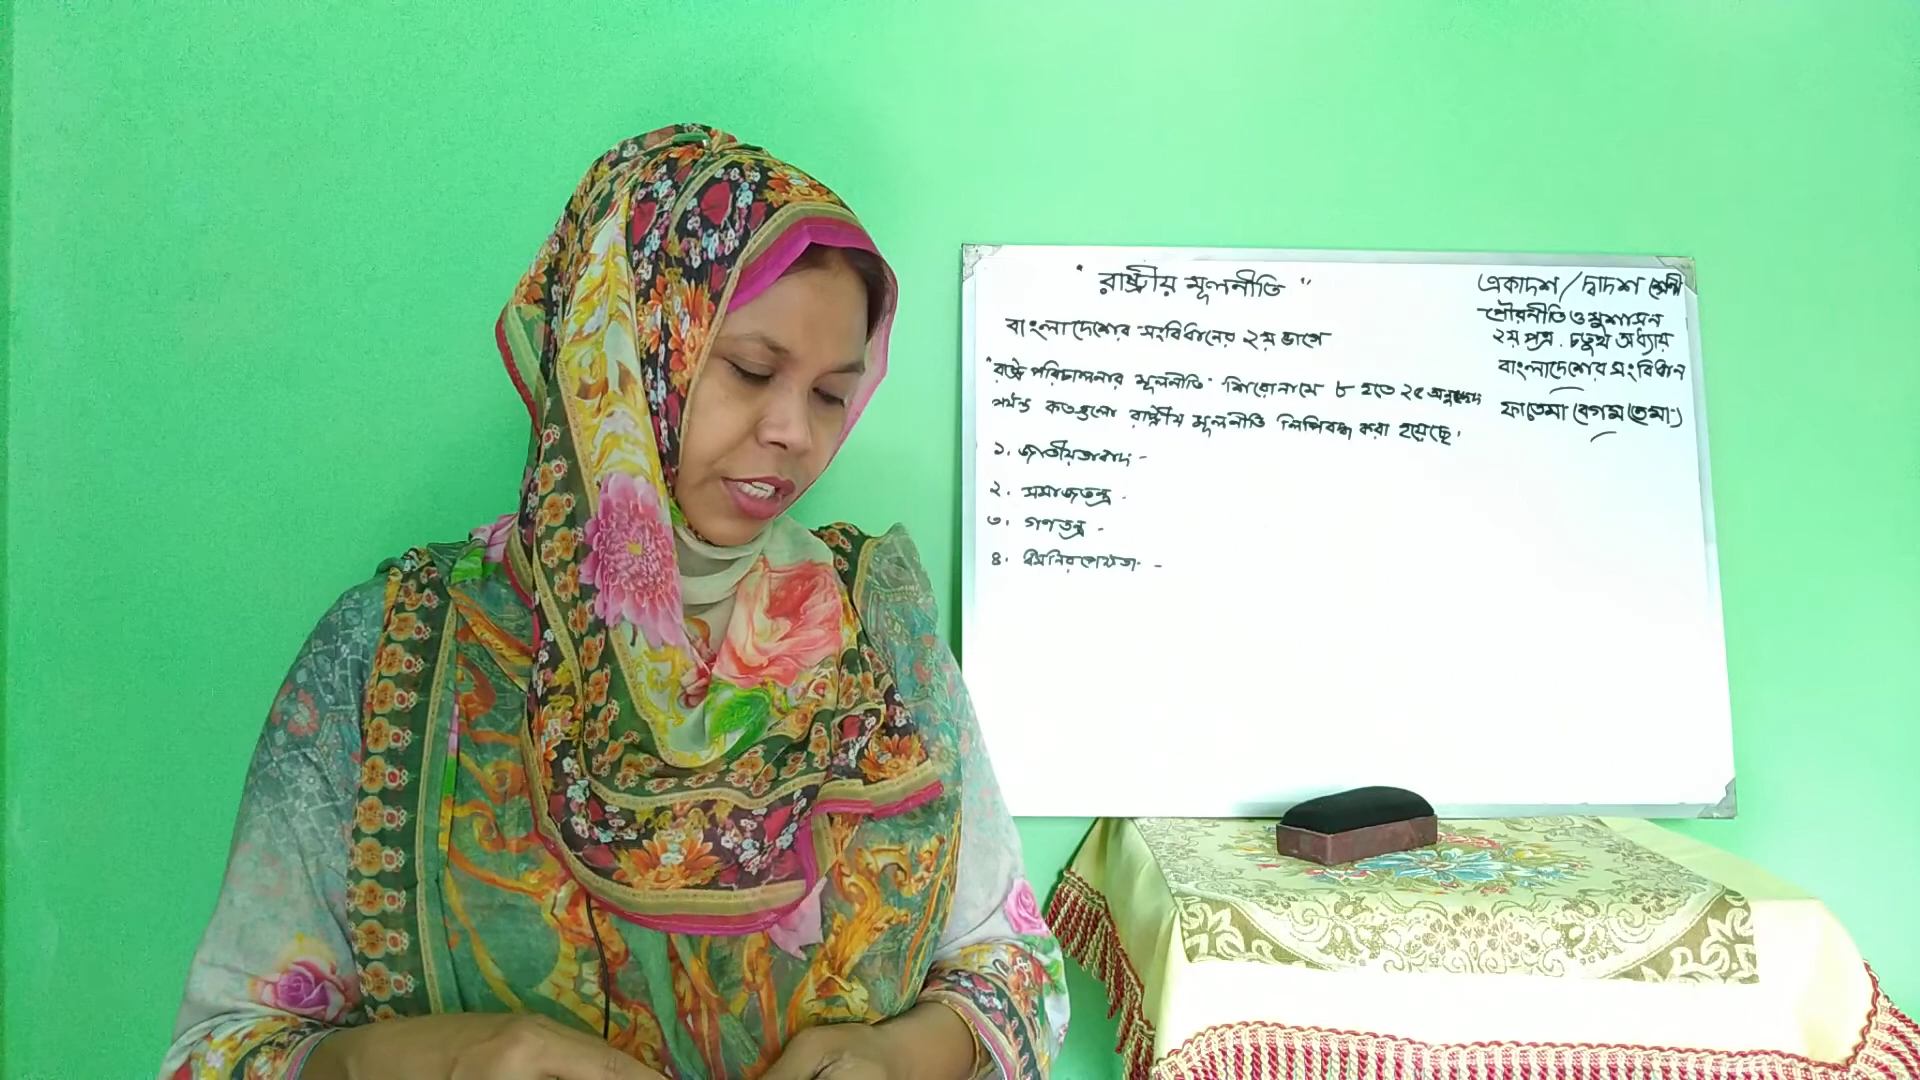 " রাষ্ট্রীয় মূলনীতি "
বাংলাদেশের সংবিধানের ২য় ভাগে
"রাষ্ট্র পরিচালনার মূলনীতি" শিরোনামে ৮ হতে ২৫ অনুচ্ছেদ
পর্যন্ত কতগুলো রাষ্ট্রীয় মূলনীতি লিপিবদ্ধ করা হয়েছে।
১. জাতীয়তাবাদ -
২. সমাজতন্ত্র -
৩. গণতন্ত্র -
৪. ধর্মনিরপেক্ষতা -
একাদশ / দ্বাদশ শ্রেণী
পৌরনীতি ও সুশাসন
২য় পত্র. চতুর্থ অধ্যায়
বাংলাদেশের সংবিধান
ফাতেমা বেগম (হেমা)